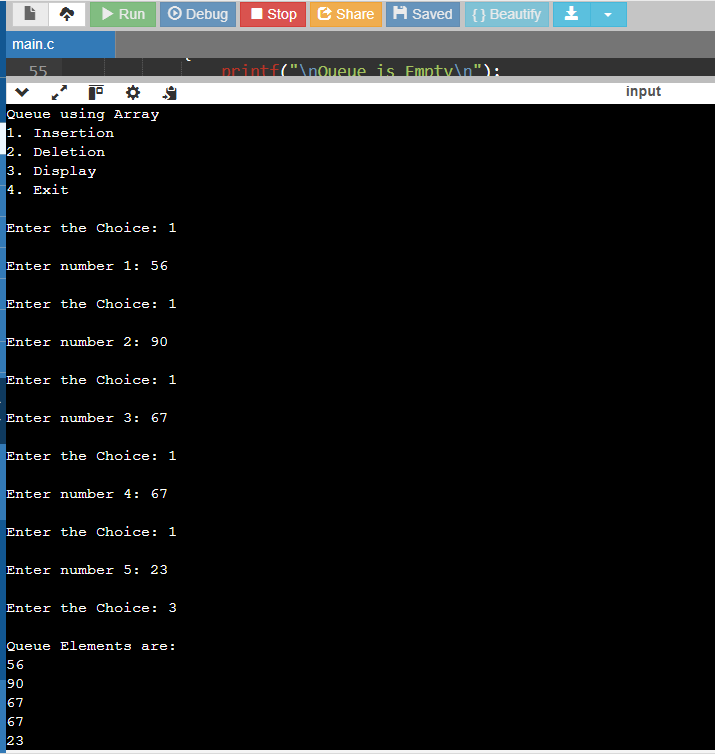 Run Debug Stop Share Saved { } Beautify
main.c
55 printf("\nQueue is Empty\n");
input
Queue using Array
1. Insertion
2. Deletion
3. Display
4. Exit
Enter the Choice: 1
Enter number 1: 56
Enter the Choice: 1
Enter number 2: 90
Enter the Choice: 1
Enter number 3: 67
Enter the Choice: 1
Enter number 4: 67
Enter the Choice: 1
Enter number 5: 23
Enter the Choice: 3
Queue Elements are:
56
90
67
67
23